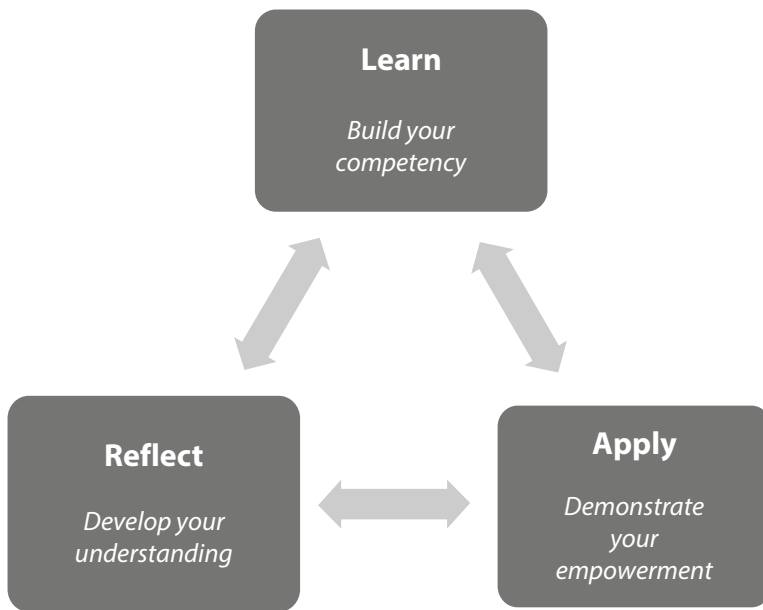 Learn
Build your
competency
Reflect
Develop your
understanding
Apply
Demonstrate
your
empowerment